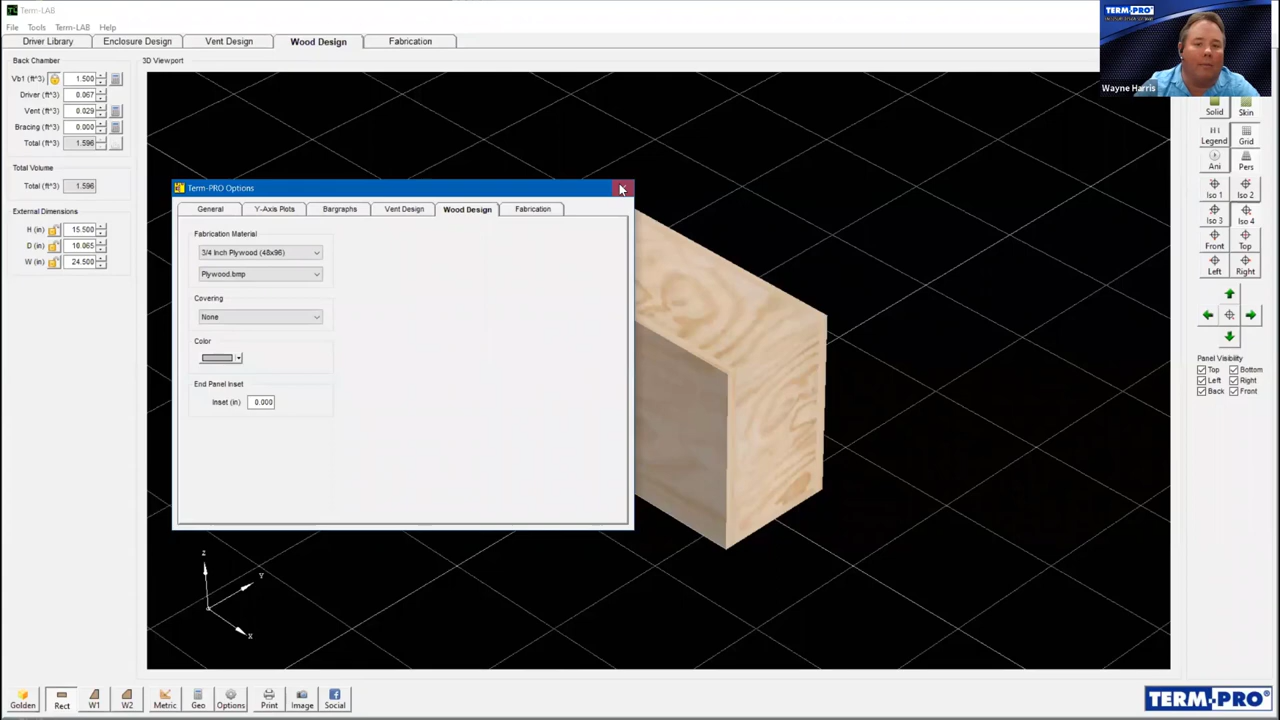 Term-LAB
File Tools Term-LAB Help
Driver Library Enclosure Design Vent Design Wood Design Fabrication
Back Chamber
Vb1 (ft^3) 1.500
Driver (ft^3) 0.067
Vent (ft^3) 0.029
Bracing (ft^3) 0.000
Total (ft^3) 1.596
Total Volume
Total (ft^3) 1.596
External Dimensions
H (in) 15.500
D (in) 10.065
W (in) 24.500
3D Viewport
Term-PRO Options
General Y-Axis Plots Bargraphs Vent Design Wood Design Fabrication
Fabrication Material
3/4 Inch Plywood (48x96)
Plywood.bmp
Covering
None
Color
End Panel Inset
Inset (in) 0.000
Z
Y
X
TERM-PRO
Wayne Harris
Solid Skin
Legend Grid
Ani Pers
Iso 1 Iso 2
Iso 3 Iso 4
Front Top
Left Right
Panel Visibility
Top Bottom
Left Right
Back Front
Golden Rect W1 W2 Metric Geo Options Print Image Social
TERM-PRO